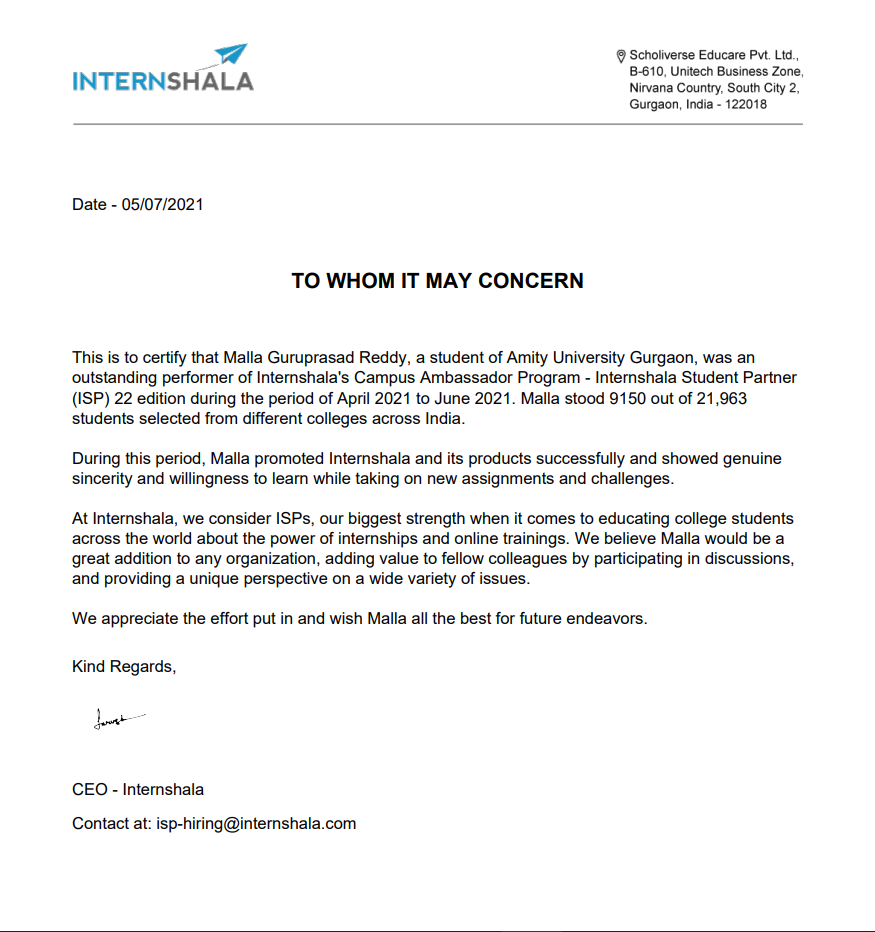 INTERNSHALA
Scholiverse Educare Pvt. Ltd.,
B-610, Unitech Business Zone,
Nirvana Country, South City 2,
Gurgaon, India - 122018
Date - 05/07/2021
TO WHOM IT MAY CONCERN
This is to certify that Malla Guruprasad Reddy, a student of Amity University Gurgaon, was an
outstanding performer of Internshala's Campus Ambassador Program - Internshala Student Partner
(ISP) 22 edition during the period of April 2021 to June 2021. Malla stood 9150 out of 21,963
students selected from different colleges across India.
During this period, Malla promoted Internshala and its products successfully and showed genuine
sincerity and willingness to learn while taking on new assignments and challenges.
At Internshala, we consider ISPs, our biggest strength when it comes to educating college students
across the world about the power of internships and online trainings. We believe Malla would be a
great addition to any organization, adding value to fellow colleagues by participating in discussions,
and providing a unique perspective on a wide variety of issues.
We appreciate the effort put in and wish Malla all the best for future endeavors.
Kind Regards,
CEO - Internshala
Contact at: isp-hiring@internshala.com